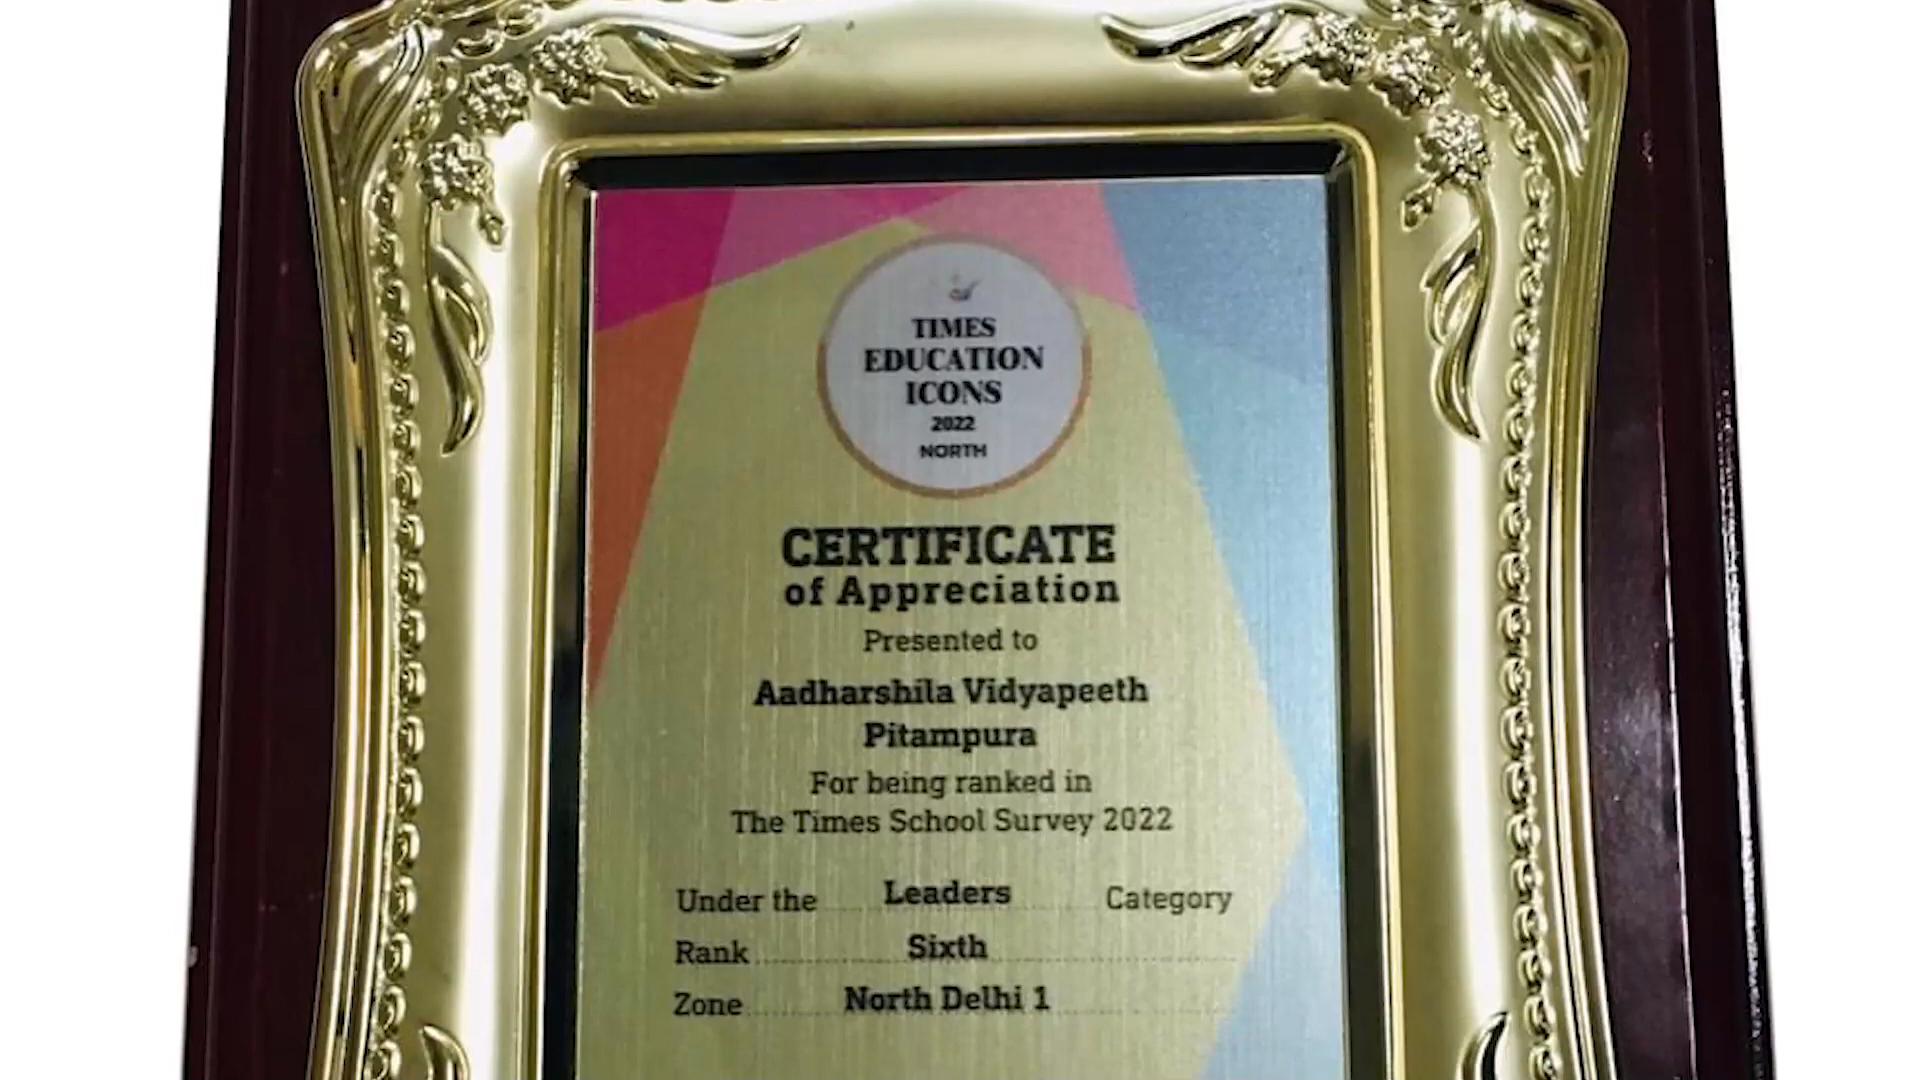 TIMES
EDUCATION
ICONS
2022
NORTH
CERTIFICATE
of Appreciation
Presented to
Aadharshila Vidyapeeth
Pitampura
For being ranked in
The Times School Survey 2022
Under the Leaders Category
Rank Sixth
Zone North Delhi 1